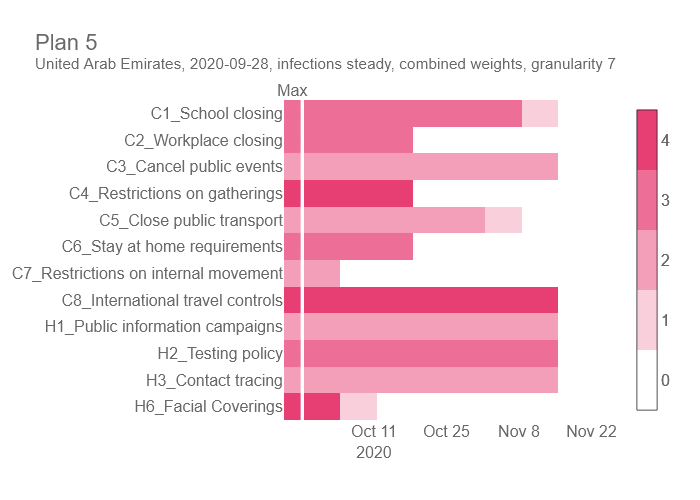 Plan 5
United Arab Emirates, 2020-09-28, infections steady, combined weights, granularity 7
Max
C1_School closing
C2_Workplace closing
C3_Cancel public events
C4_Restrictions on gatherings
C5_Close public transport
C6_Stay at home requirements
C7_Restrictions on internal movement
C8_International travel controls
H1_Public information campaigns
H2_Testing policy
H3_Contact tracing
H6_Facial Coverings
Oct 11 Oct 25 Nov 8 Nov 22
2020
4
3
2
1
0